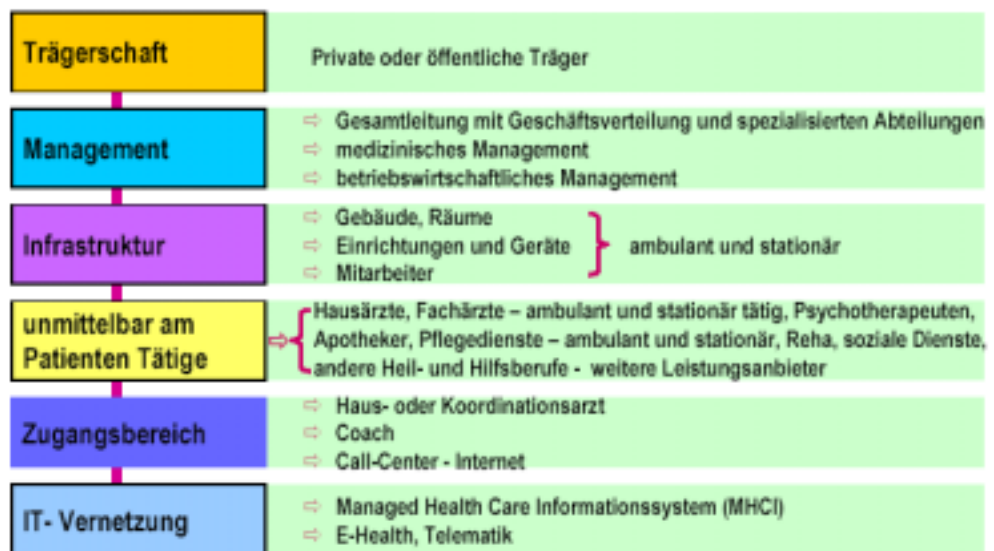 Trägerschaft
Private oder öffentliche Träger
Management
⇨ Gesamtleitung mit Geschäftsverteilung und spezialisierten Abteilungen
⇨ medizinisches Management
⇨ betriebswirtschaftliches Management
Infrastruktur
⇨ Gebäude, Räume
⇨ Einrichtungen und Geräte
⇨ Mitarbeiter
ambulant und stationär
unmittelbar am
Patienten Tätige
Hausärzte, Fachärzte – ambulant und stationär tätig, Psychotherapeuten,
Apotheker, Pflegedienste – ambulant und stationär, Reha, soziale Dienste,
andere Heil- und Hilfsberufe - weitere Leistungsanbieter
Zugangsbereich
⇨ Haus- oder Koordinationsarzt
⇨ Coach
⇨ Call-Center - Internet
IT- Vernetzung
⇨ Managed Health Care Informationssystem (MHCI)
⇨ E-Health, Telematik